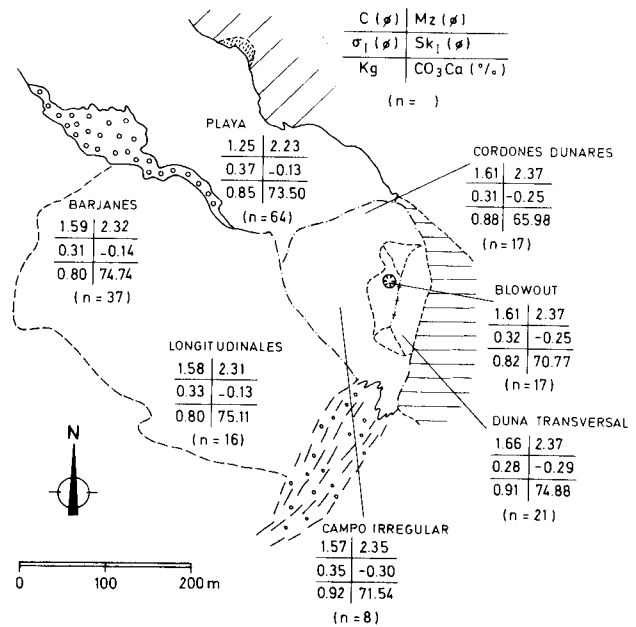 C (ø) Mz (ø)
σI (ø) SkI (ø)
Kg CO3Ca (°/o)
(n= )
PLAYA
1.25 2.23
0.37 -0.13
0.85 73.50
(n=64)
CORDONES DUNARES
1.61 2.37
0.31 -0.25
0.88 65.98
(n=17)
BARJANES
1.59 2.32
0.31 -0.14
0.80 74.74
(n=37)
BLOWOUT
1.61 2.37
0.32 -0.25
0.82 70.77
(n=17)
LONGITUDINALES
1.58 2.31
0.33 -0.13
0.80 75.11
(n=16)
DUNA TRANSVERSAL
1.66 2.37
0.28 -0.29
0.91 74.88
(n=21)
N
CAMPO IRREGULAR
1.57 2.35
0.35 -0.30
0.92 71.54
(n=8)
0 100 200 m